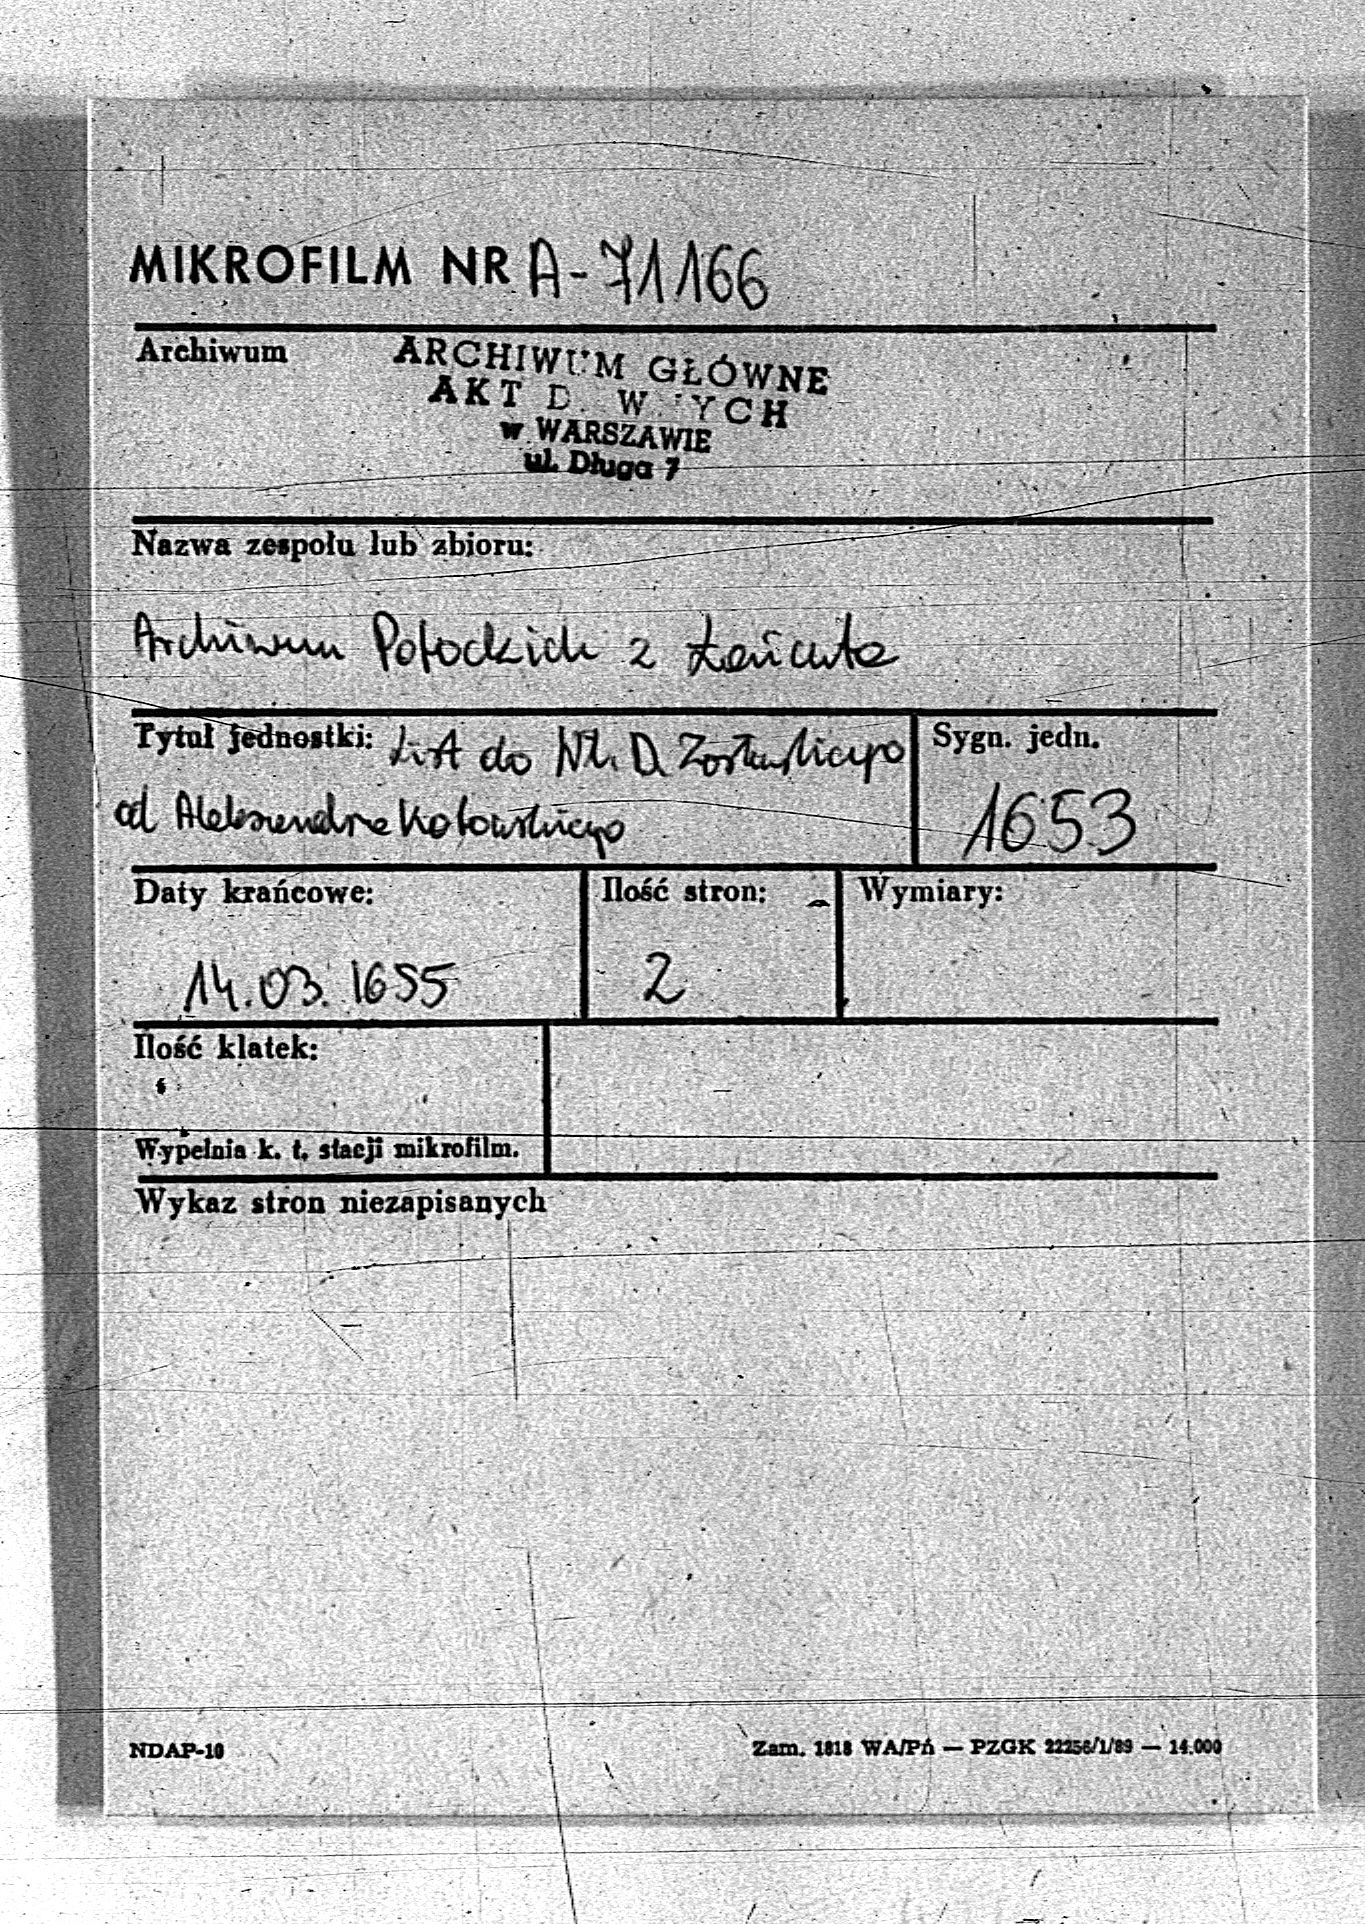 MIKROFILM NR A-71166
Archiwum
ARCHIWUM GŁÓWNE
AKT D W YCH
w WARSZAWIE
ul. Długa 7
Nazwa zespołu lub zbioru:
Archiwum Potockich z Łańcuta
Tytuł jednostki: List do Wł. D. Zasławskiego
od Aleksandra Kotowskiego
Sygn. jedn.
1653
Daty krańcowe:
14.03.1655
Ilość stron:
2
Wymiary:
Ilość klatek:
Wypełnia k. t. stacji mikrofilm.
Wykaz stron niezapisanych
NDAP-10
Zam. 1818 WA/Pń — PZGK 22256/1/89 — 14.000